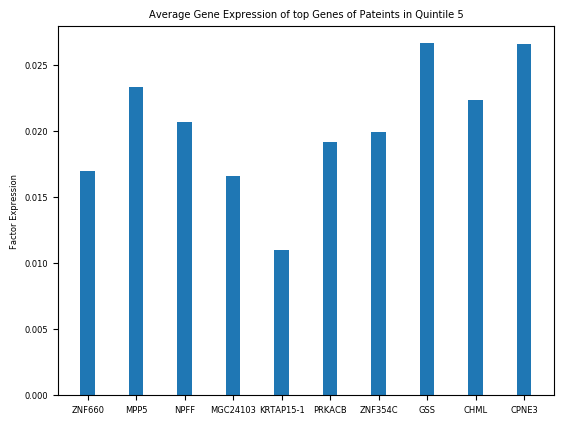 Average Gene Expression of top Genes of Pateints in Quintile 5
Factor Expression
0.025
0.020
0.015
0.010
0.005
0.000
ZNF660 MPP5 NPFF MGC24103 KRTAP15-1 PRKACB ZNF354C GSS CHML CPNE3